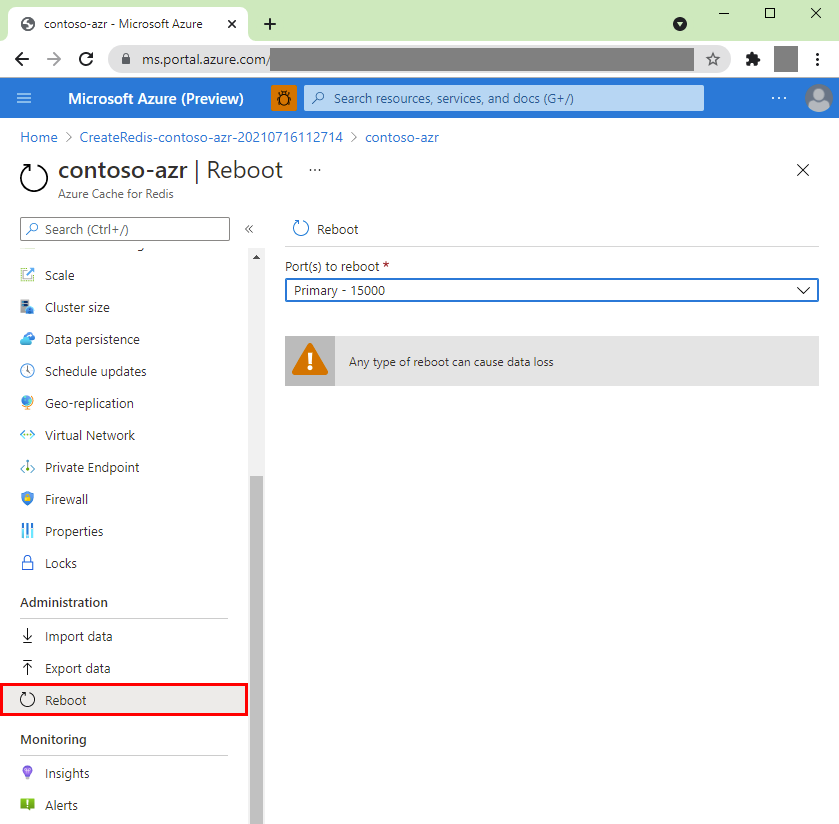 contoso-azr - Microsoft Azure
ms.portal.azure.com/
Microsoft Azure (Preview)
Search resources, services, and docs (G+/)
Home > CreateRedis-contoso-azr-20210716112714 > contoso-azr
contoso-azr | Reboot ...
Azure Cache for Redis
Search (Ctrl+/)
Scale
Cluster size
Data persistence
Schedule updates
Geo-replication
Virtual Network
Private Endpoint
Firewall
Properties
Locks
Administration
Import data
Export data
Reboot
Monitoring
Insights
Alerts
Reboot
Port(s) to reboot *
Primary - 15000
Any type of reboot can cause data loss